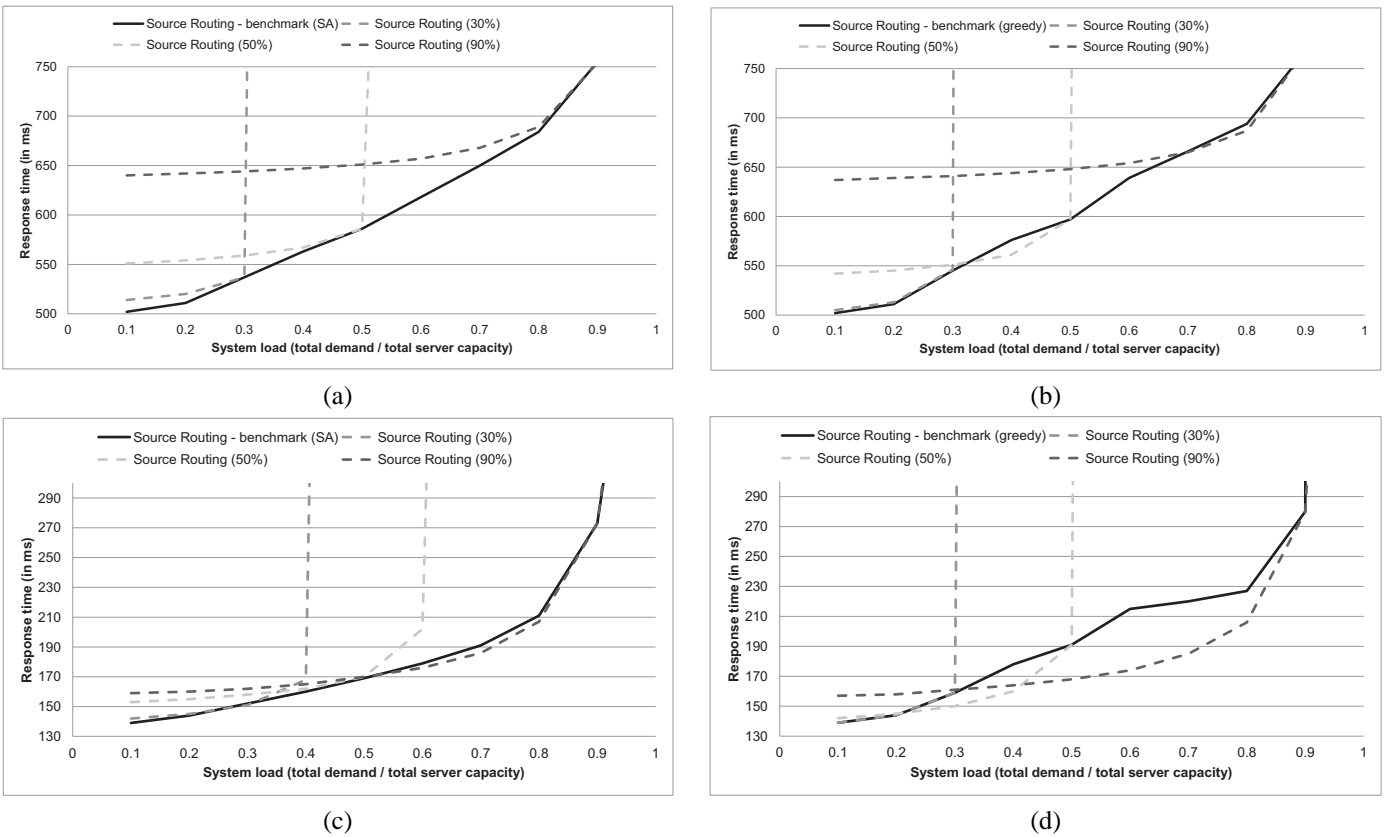 Source Routing - benchmark (SA)
Source Routing (30%)
Source Routing (50%)
Source Routing (90%)
Response time (in ms)
750
700
650
600
550
500
0 0.1 0.2 0.3 0.4 0.5 0.6 0.7 0.8 0.9 1
System load (total demand / total server capacity)
(a)
Source Routing - benchmark (greedy)
Source Routing (30%)
Source Routing (50%)
Source Routing (90%)
Response time (in ms)
750
700
650
600
550
500
0 0.1 0.2 0.3 0.4 0.5 0.6 0.7 0.8 0.9 1
System load (total demand / total server capacity)
(b)
Source Routing - benchmark (SA)
Source Routing (30%)
Source Routing (50%)
Source Routing (90%)
Response time (in ms)
290
270
250
230
210
190
170
150
130
0 0.1 0.2 0.3 0.4 0.5 0.6 0.7 0.8 0.9 1
System load (total demand / total server capacity)
(c)
Source Routing - benchmark (greedy)
Source Routing (30%)
Source Routing (50%)
Source Routing (90%)
Response time (in ms)
290
270
250
230
210
190
170
150
130
0 0.1 0.2 0.3 0.4 0.5 0.6 0.7 0.8 0.9 1
System load (total demand / total server capacity)
(d)